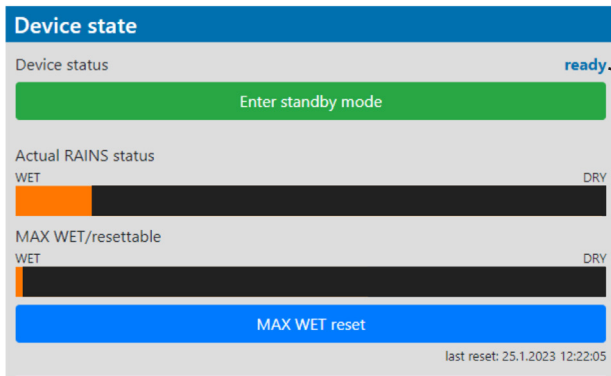 Device state
Device status ready.
Enter standby mode
Actual RAINS status
WET DRY
MAX WET/resettable
WET DRY
MAX WET reset
last reset: 25.1.2023 12:22:05